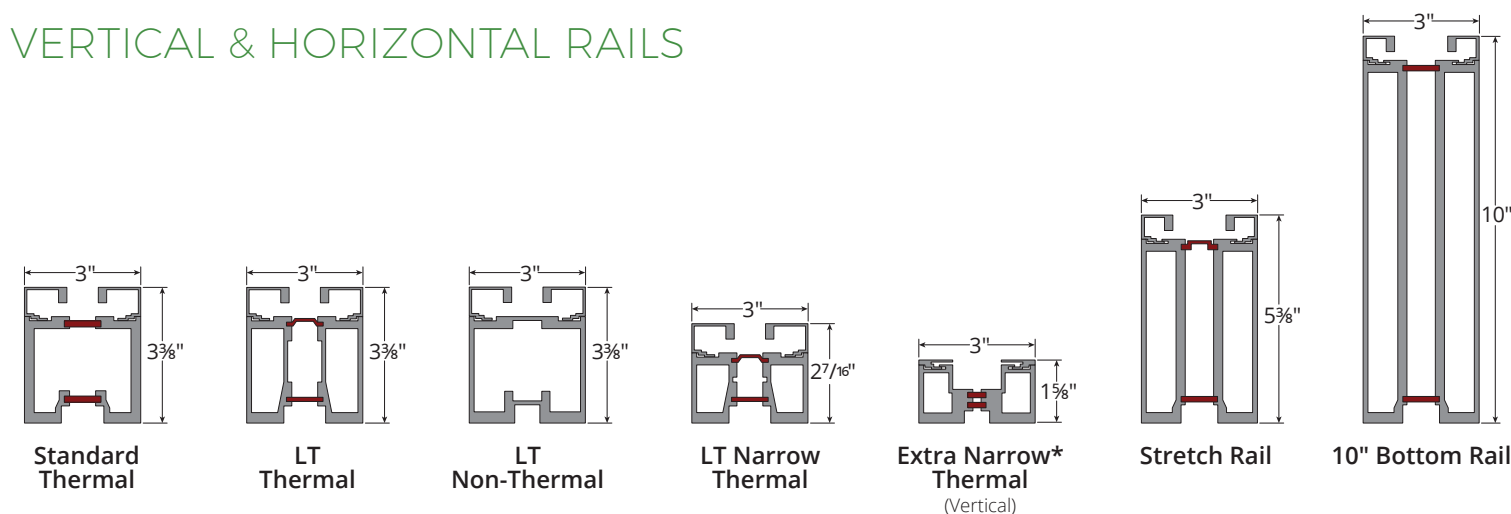 VERTICAL & HORIZONTAL RAILS
3"
3⅜"
Standard
Thermal
3"
3⅜"
LT
Thermal
3"
3⅜"
LT
Non-Thermal
3"
2⁷/₁₆"
LT Narrow
Thermal
3"
1⅝"
Extra Narrow*
Thermal
(Vertical)
3"
5⅜"
Stretch Rail
3"
10"
10" Bottom Rail